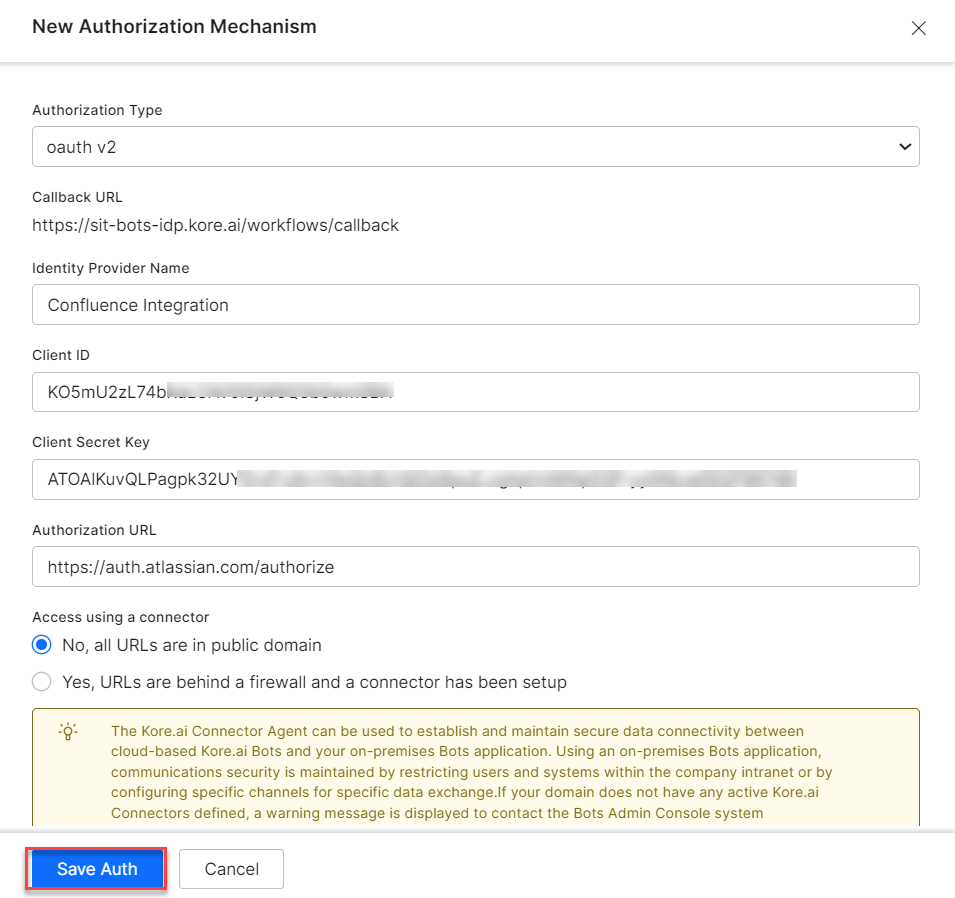 New Authorization Mechanism
Authorization Type
oauth v2
Callback URL
https://sit-bots-idp.kore.ai/workflows/callback
Identity Provider Name
Confluence Integration
Client ID
KO5mU2zL74b
Client Secret Key
ATOAlKuvQLPagpk32UY
Authorization URL
https://auth.atlassian.com/authorize
Access using a connector
No, all URLs are in public domain
Yes, URLs are behind a firewall and a connector has been setup
The Kore.ai Connector Agent can be used to establish and maintain secure data connectivity between
cloud-based Kore.ai Bots and your on-premises Bots application. Using an on-premises Bots application,
communications security is maintained by restricting users and systems within the company intranet or by
configuring specific channels for specific data exchange.If your domain does not have any active Kore.ai
Connectors defined, a warning message is displayed to contact the Bots Admin Console system
Save Auth
Cancel